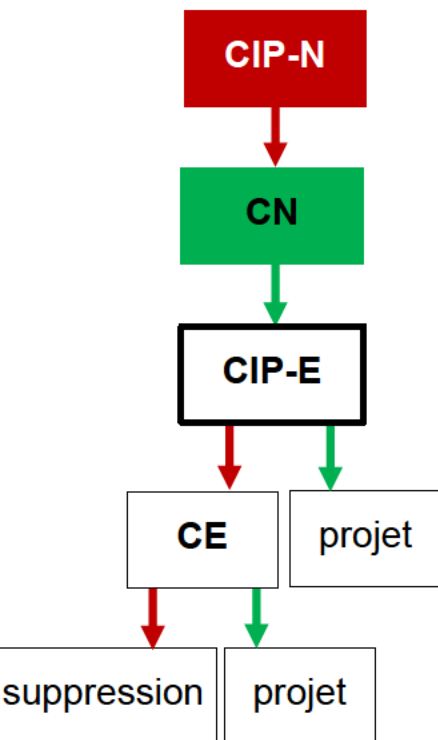 CIP-N
CN
CIP-E
CE
projet
suppression
projet